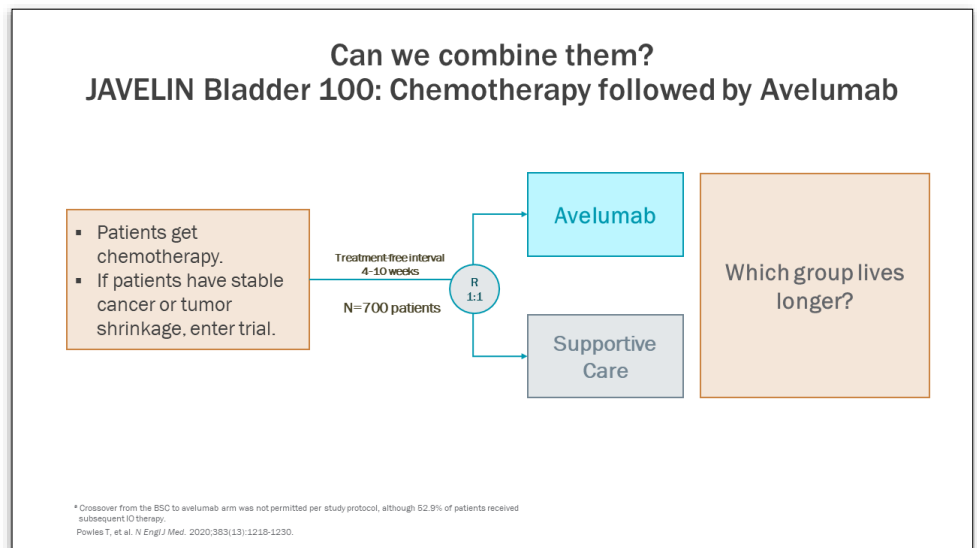 Can we combine them?
JAVELIN Bladder 100: Chemotherapy followed by Avelumab
▪ Patients get
chemotherapy.
▪ If patients have stable
cancer or tumor
shrinkage, enter trial.
Treatment-free interval
4-10 weeks
N=700 patients
R
1:1
Avelumab
Supportive
Care
Which group lives
longer?
* Crossover from the BSC to avelumab arm was not permitted per study protocol, although 52.9% of patients received
subsequent IO therapy.
Powles T, et al. N Engl J Med. 2020;383(13):1218-1230.